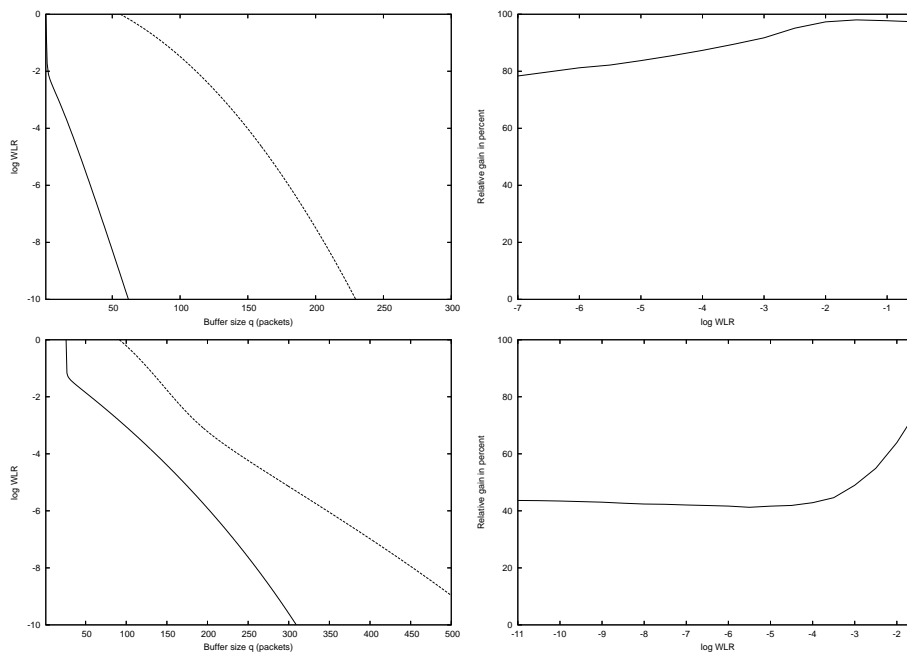 0
-2
-4
-6
-8
-10
log WLR
50 100 150 200 250 300
Buffer size q (packets)
100
80
60
40
20
0
Relative gain in percent
-7 -6 -5 -4 -3 -2 -1
log WLR
0
-2
-4
-6
-8
-10
log WLR
50 100 150 200 250 300 350 400 450 500
Buffer size q (packets)
100
80
60
40
20
0
Relative gain in percent
-11 -10 -9 -8 -7 -6 -5 -4 -3 -2
log WLR